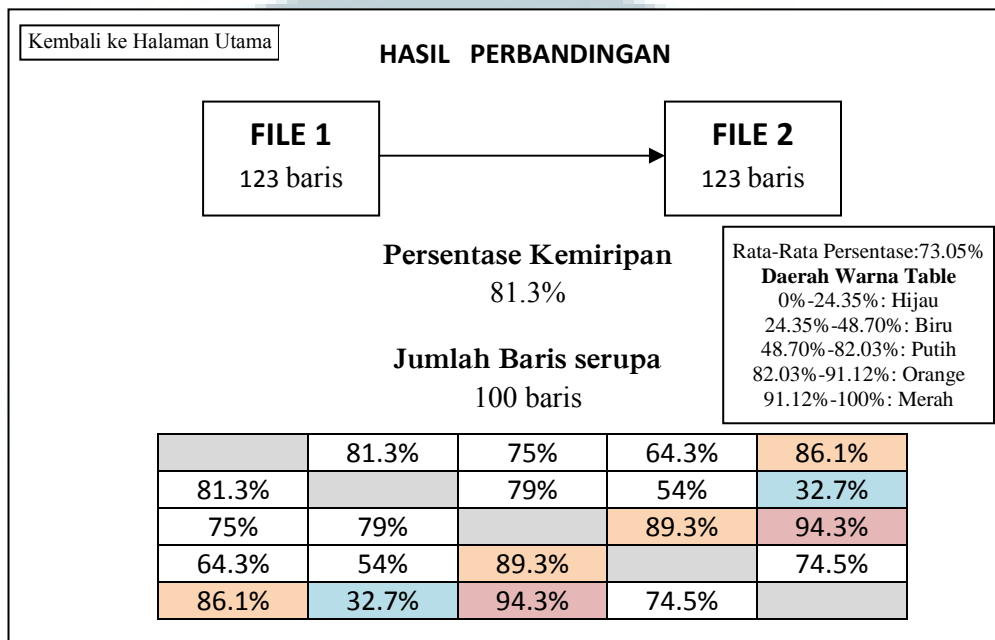 Kembali ke Halaman Utama
HASIL PERBANDINGAN
FILE 1
123 baris
FILE 2
123 baris
Persentase Kemiripan
81.3%
Jumlah Baris serupa
100 baris
Rata-Rata Persentase:73.05%
Daerah Warna Table
0%-24.35%: Hijau
24.35%-48.70%: Biru
48.70%-82.03%: Putih
82.03%-91.12%: Orange
91.12%-100%: Merah
81.3% 75% 64.3% 86.1%
81.3% 79% 54% 32.7%
75% 79% 89.3% 94.3%
64.3% 54% 89.3% 74.5%
86.1% 32.7% 94.3% 74.5%